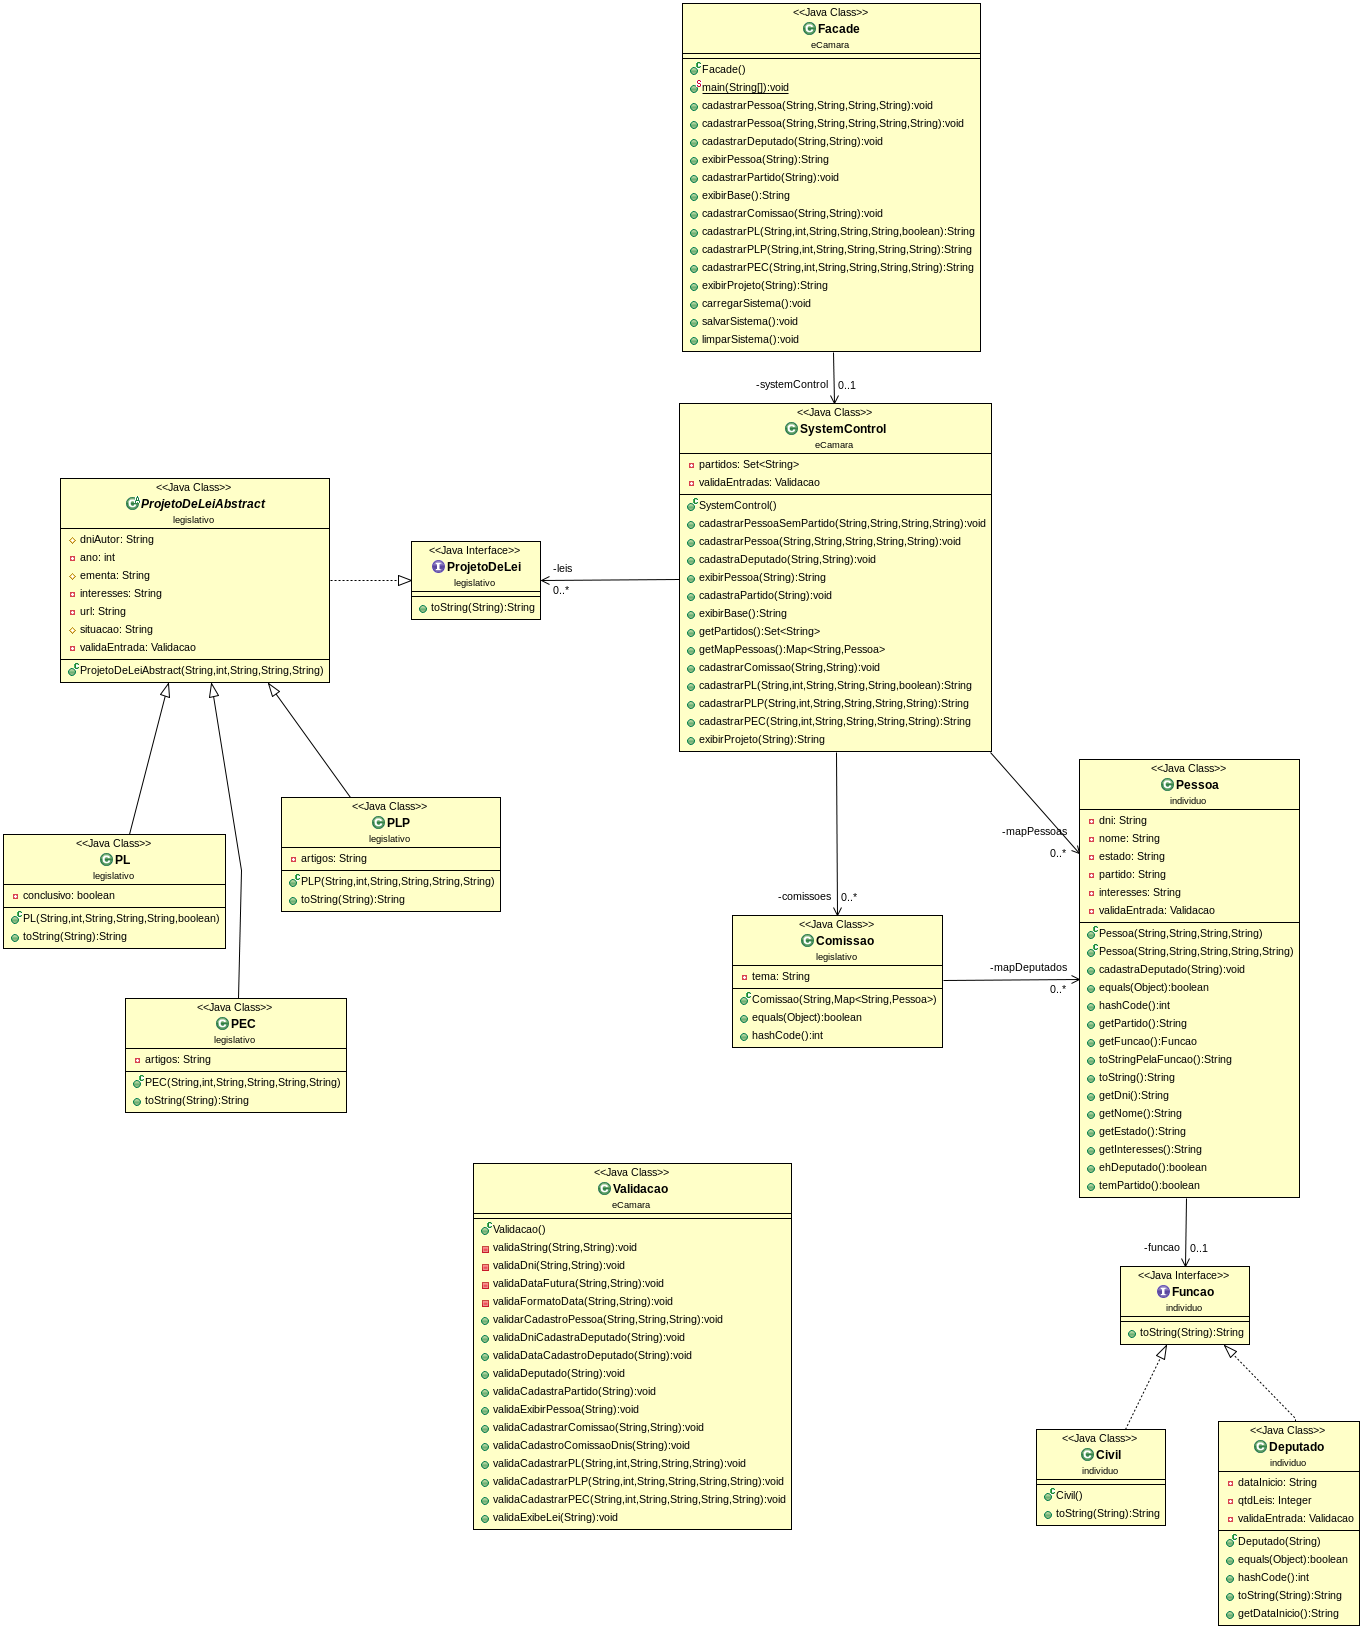 <<Java Class>>
Facade
eCamara
Facade()
main(String[]):void
cadastrarPessoa(String,String,String,String):void
cadastrarPessoa(String,String,String,String,String):void
cadastrarDeputado(String,String):void
exibirPessoa(String):String
cadastrarPartido(String):void
exibirBase():String
cadastrarComissao(String,String):void
cadastrarPL(String,int,String,String,String,boolean):String
cadastrarPLP(String,int,String,String,String,String):String
cadastrarPEC(String,int,String,String,String,String):String
exibirProjeto(String):String
carregarSistema():void
salvarSistema():void
limparSistema():void
-systemControl 0..1
<<Java Class>>
SystemControl
eCamara
partidos: Set<String>
validaEntradas: Validacao
SystemControl()
cadastrarPessoaSemPartido(String,String,String,String):void
cadastrarPessoa(String,String,String,String,String):void
cadastraDeputado(String,String):void
exibirPessoa(String):String
cadastraPartido(String):void
exibirBase():String
getPartidos():Set<String>
getMapPessoas():Map<String,Pessoa>
cadastrarComissao(String,String):void
cadastrarPL(String,int,String,String,String,boolean):String
cadastrarPLP(String,int,String,String,String,String):String
cadastrarPEC(String,int,String,String,String,String):String
exibirProjeto(String):String
<<Java Class>>
ProjetoDeLeiAbstract
legislativo
dniAutor: String
ano: int
ementa: String
interesses: String
url: String
situacao: String
validaEntrada: Validacao
ProjetoDeLeiAbstract(String,int,String,String,String)
<<Java Interface>>
ProjetoDeLei
legislativo
toString(String):String
-leis
0..*
<<Java Class>>
PLP
legislativo
artigos: String
PLP(String,int,String,String,String,String)
toString(String):String
<<Java Class>>
PL
legislativo
conclusivo: boolean
PL(String,int,String,String,String,boolean)
toString(String):String
<<Java Class>>
PEC
legislativo
artigos: String
PEC(String,int,String,String,String,String)
toString(String):String
-mapPessoas
0..*
-comissoes 0..*
<<Java Class>>
Comissao
legislativo
tema: String
Comissao(String,Map<String,Pessoa>)
equals(Object):boolean
hashCode():int
-mapDeputados
0..*
<<Java Class>>
Pessoa
individuo
dni: String
nome: String
estado: String
partido: String
interesses: String
validaEntrada: Validacao
Pessoa(String,String,String,String)
Pessoa(String,String,String,String,String)
cadastraDeputado(String):void
equals(Object):boolean
hashCode():int
getPartido():String
getFuncao():Funcao
toStringPelaFuncao():String
toString():String
getDni():String
getNome():String
getEstado():String
getInteresses():String
ehDeputado():boolean
temPartido():boolean
-funcao 0..1
<<Java Interface>>
Funcao
individuo
toString(String):String
<<Java Class>>
Validacao
eCamara
Validacao()
validaString(String,String):void
validaDni(String,String):void
validaDataFutura(String,String):void
validaFormatoData(String,String):void
validarCadastroPessoa(String,String,String):void
validaDniCadastraDeputado(String):void
validaDataCadastroDeputado(String):void
validaDeputado(String):void
validaCadastraPartido(String):void
validaExibirPessoa(String):void
validaCadastrarComissao(String,String):void
validaCadastroComissaoDnis(String):void
validaCadastrarPL(String,int,String,String,String):void
validaCadastrarPLP(String,int,String,String,String,String):void
validaCadastrarPEC(String,int,String,String,String,String):void
validaExibeLei(String):void
<<Java Class>>
Civil
individuo
Civil()
toString(String):String
<<Java Class>>
Deputado
individuo
dataInicio: String
qtdLeis: Integer
validaEntrada: Validacao
Deputado(String)
equals(Object):boolean
hashCode():int
toString(String):String
getDataInicio():String